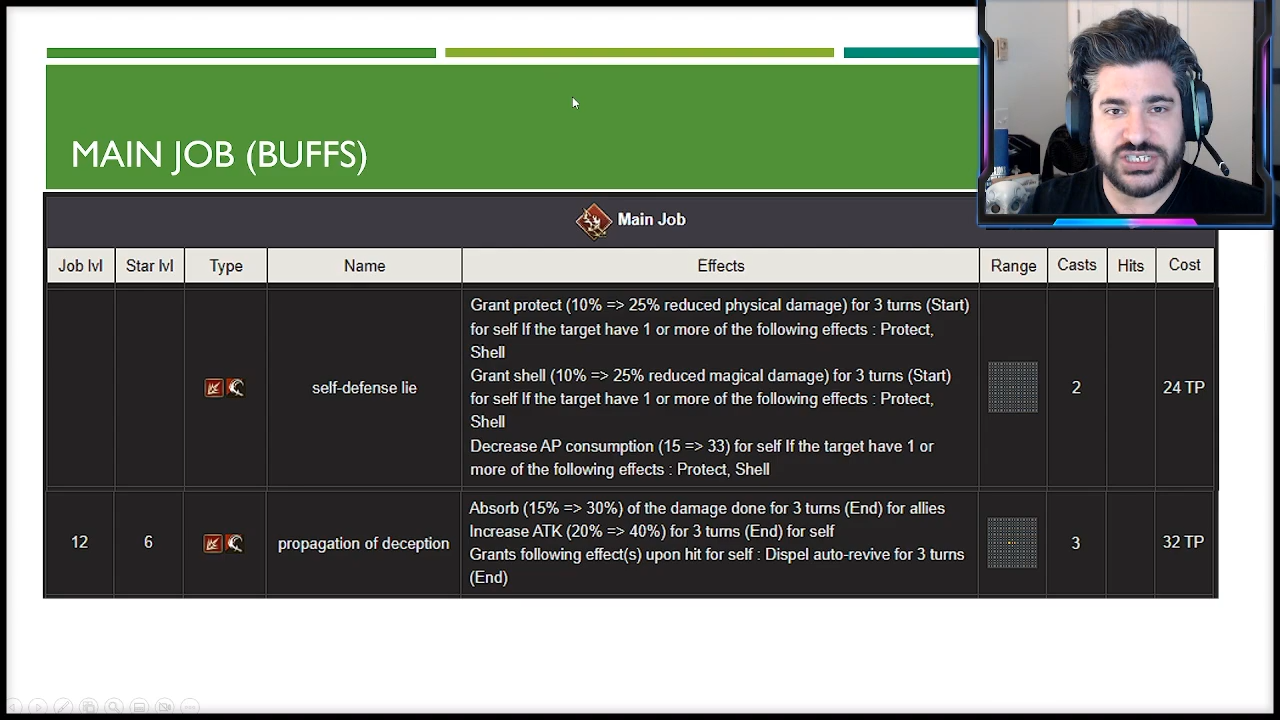 MAIN JOB (BUFFS)
Main Job
Job lvl Star lvl Type Name Effects Range Casts Hits Cost
Grant protect (10% => 25% reduced physical damage) for 3 turns (Start)
for self If the target have 1 or more of the following effects : Protect,
Shell
Grant shell (10% => 25% reduced magical damage) for 3 turns (Start)
self-defense lie for self If the target have 1 or more of the following effects : Protect, 2 24 TP
Shell
Decrease AP consumption (15 => 33) for self If the target have 1 or
more of the following effects : Protect, Shell
Absorb (15% => 30%) of the damage done for 3 turns (End) for allies
12 6 propagation of deception Increase ATK (20% => 40%) for 3 turns (End) for self 3 32 TP
Grants following effect(s) upon hit for self : Dispel auto-revive for 3 turns
(End)